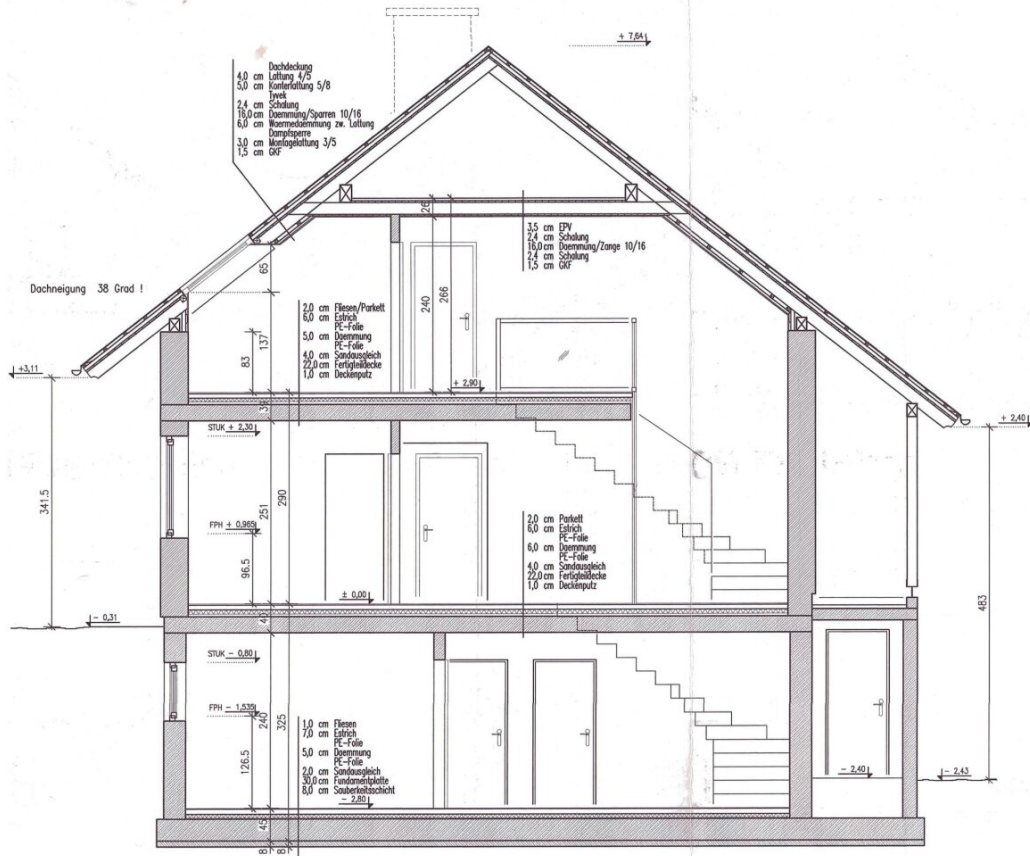 + 7,64
Dachdeckung
4,0 cm Lattung 4/5
5,0 cm Konterlattung 5/8
Tyvek
2,4 cm Schalung
16,0 cm Daemmung/Sparren 10/16
6,0 cm Waermedaemmung zw. Lattung
Dampfsperre
3,0 cm Montagelattung 3/5
1,5 cm GKF
26
3,5 cm EPV
2,4 cm Schalung
16,0 cm Daemmung/Zange 10/16
2,4 cm Schalung
1,5 cm GKF
65
240
266
Dachneigung 38 Grad !
2,0 cm Fliesen/Parkett
6,0 cm Estrich
PE-Folie
5,0 cm Daemmung
PE-Folie
4,0 cm Sandausgleich
22,0 cm Fertigteildecke
1,0 cm Deckenputz
137
83
+3,11
+ 2,90
+ 2,40
STUK + 2,30
341.5
251
290
2,0 cm Parkett
6,0 cm Estrich
PE-Folie
6,0 cm Daemmung
PE-Folie
4,0 cm Sandausgleich
22,0 cm Fertigteildecke
1,0 cm Deckenputz
FPH + 0,965
96.5
± 0,00
483
- 0,31
40
STUK - 0,80
FPH - 1,535
240
325
126.5
1,0 cm Fliesen
7,0 cm Estrich
PE-Folie
5,0 cm Daemmung
PE-Folie
2,0 cm Sandausgleich
30,0 cm Fundamentplatte
8,0 cm Sauberkeitsschicht
- 2,80
- 2,40
- 2,43
45
8
8